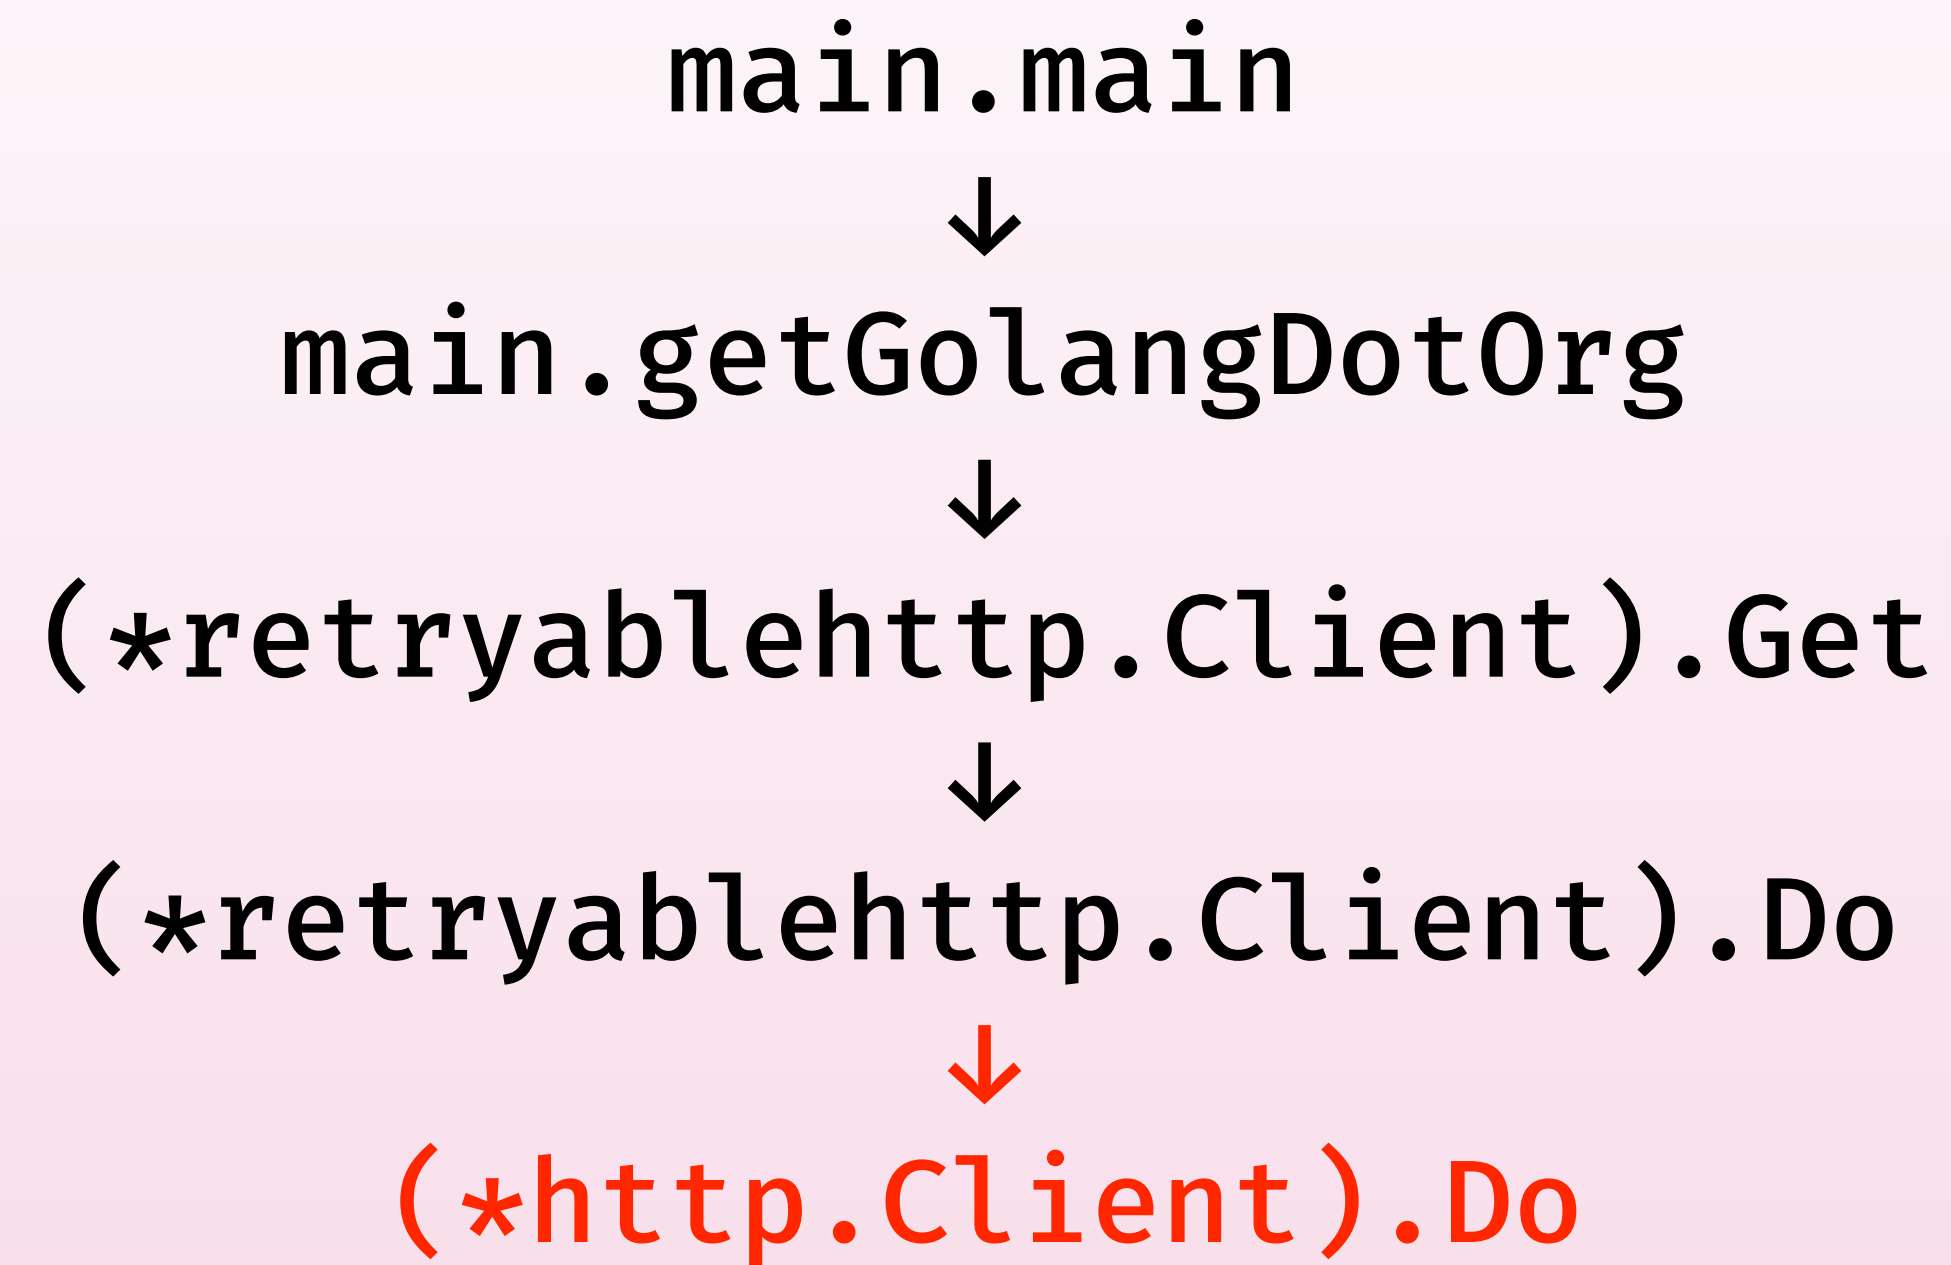 main.main
↓
main.getGolangDotOrg
↓
(*retryablehttp.Client).Get
↓
(*retryablehttp.Client).Do
↓
(*http.Client).Do